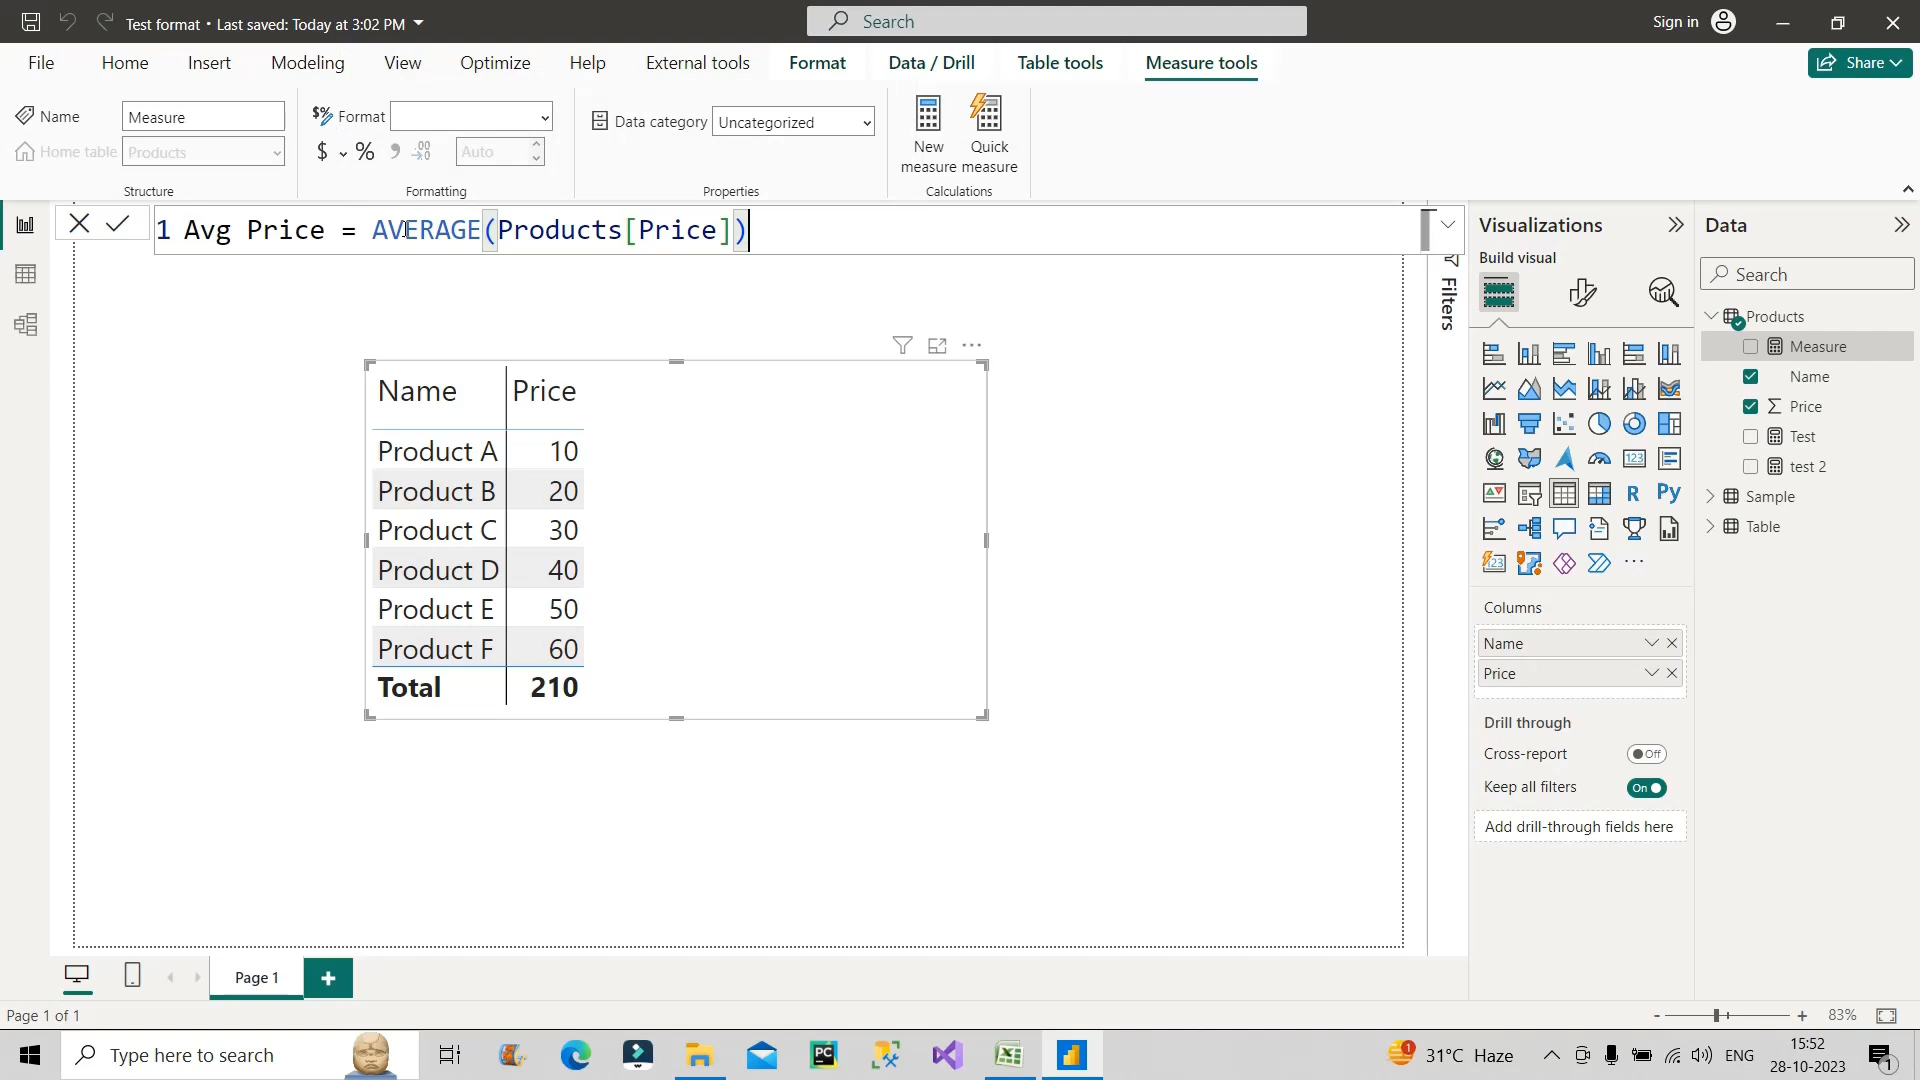 Test format • Last saved: Today at 3:02 PM
Search
Sign in
File Home Insert Modeling View Optimize Help External tools Format Data / Drill Table tools Measure tools
Share
Name Measure
Home table Products
Structure
$% Format
$ % Auto
Formatting
Data category Uncategorized
Properties
New measure
Quick measure
Calculations
1 Avg Price = AVERAGE(Products[Price])
Filters
Name Price
Product A 10
Product B 20
Product C 30
Product D 40
Product E 50
Product F 60
Total 210
Visualizations
Build visual
123
R Py
123
Columns
Name
Price
Drill through
Cross-report Off
Keep all filters On
Add drill-through fields here
Data
Search
Products
Measure
Name
Price
Test
test 2
Sample
Table
Page 1
Page 1 of 1
83%
Type here to search
PC
1
31°C Haze
ENG
15:52
28-10-2023
1